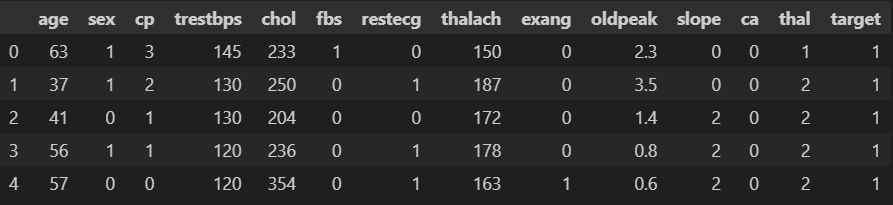 age sex cp trestbps chol fbs restecg thalach exang oldpeak slope ca thal target
0 63 1 3 145 233 1 0 150 0 2.3 0 0 1 1
1 37 1 2 130 250 0 1 187 0 3.5 0 0 2 1
2 41 0 1 130 204 0 0 172 0 1.4 2 0 2 1
3 56 1 1 120 236 0 1 178 0 0.8 2 0 2 1
4 57 0 0 120 354 0 1 163 1 0.6 2 0 2 1